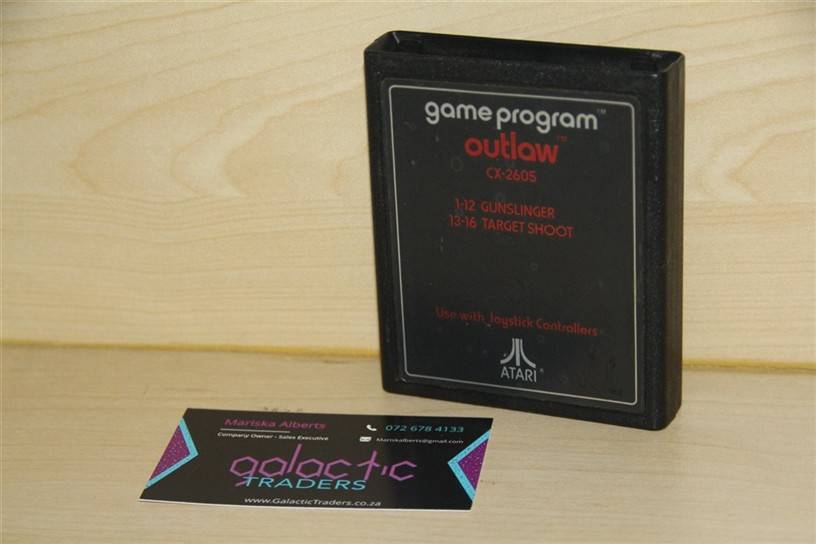 game program™
outlaw™
CX-2605
1-12 GUNSLINGER
13-16 TARGET SHOOT
Use with Joystick Controllers
ATARI®
Mariska Alberts
Company Owner - Sales Executive
072 678 4133
Mariskalberts@gmail.com
galactic
TRADERS
www.GalacticTraders.co.za